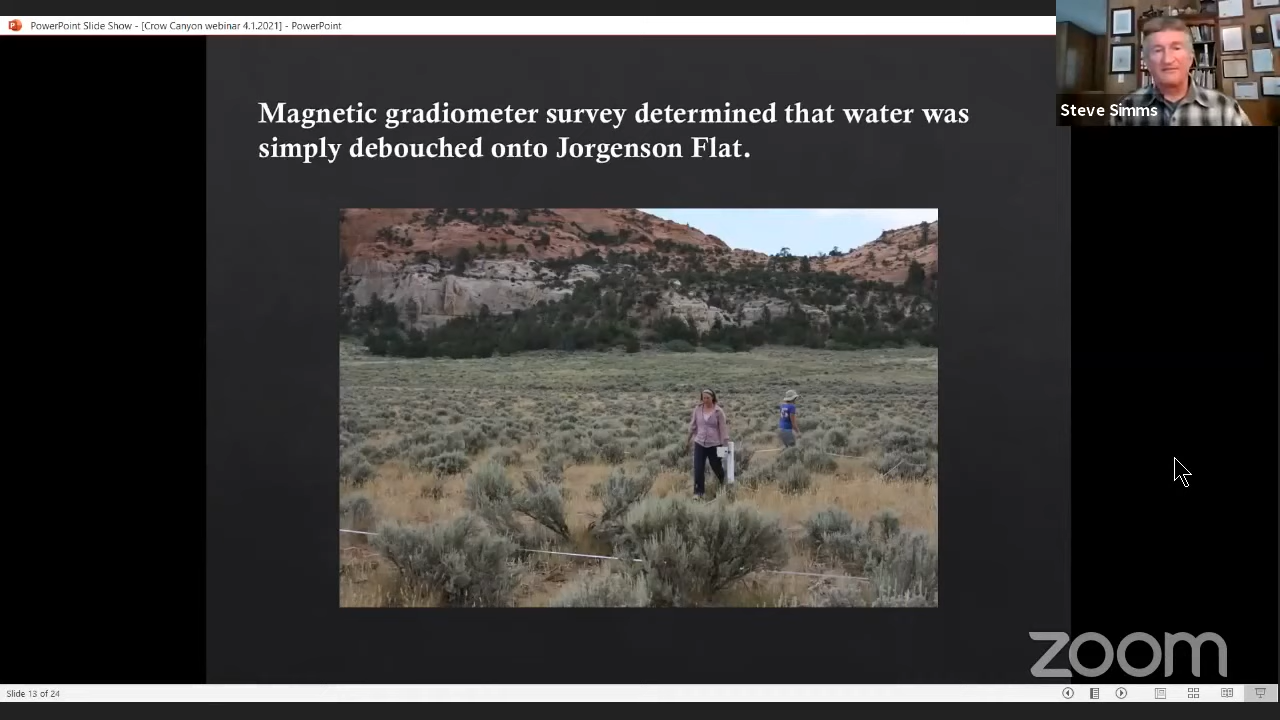 PowerPoint Slide Show - [Crow Canyon webinar 4.1.2021] - PowerPoint
Steve Simms
Magnetic gradiometer survey determined that water was
simply debouched onto Jorgenson Flat.
zoom
Slide 13 of 24